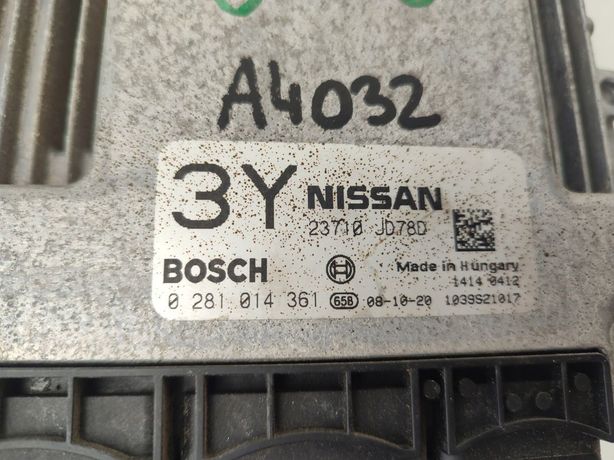 A4032
3Y NISSAN
23710 JD78D
BOSCH
Made in Hungary
1414 0412
0 281 014 361 65B 08-10-20 1039S21017